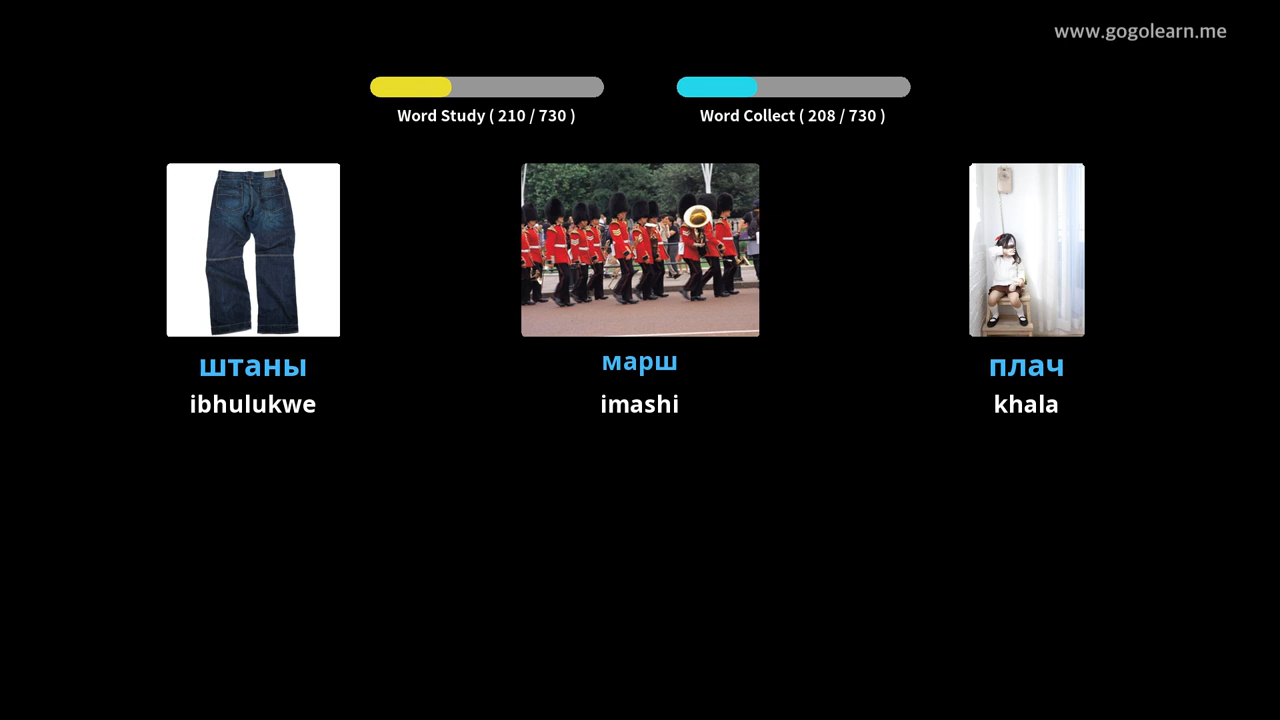 www.gogolearn.me
Word Study ( 210 / 730 )
Word Collect ( 208 / 730 )
штаны
марш
плач
ibhulukwe
imashi
khala